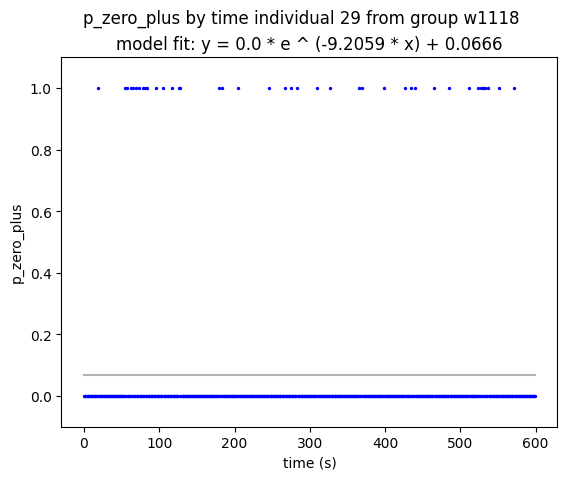 p_zero_plus by time individual 29 from group w1118
model fit: y = 0.0 * e ^ (-9.2059 * x) + 0.0666
1.0
0.8
0.6
0.4
0.2
0.0
p_zero_plus
0 100 200 300 400 500 600
time (s)